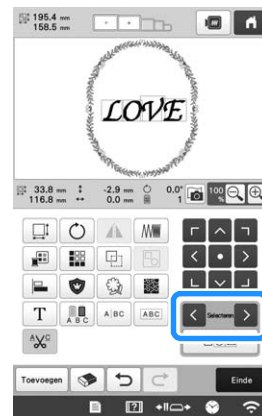 195.4 mm
158.5 mm
LOVE
33.8 mm -2.9 mm 0.0° 100 %
116.8 mm 0.0 mm 1
Selecteren
T A B C A BC ABC
Toevoegen Einde